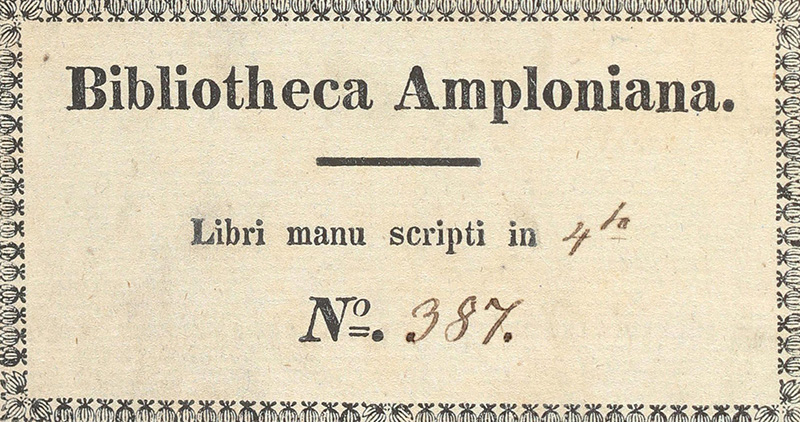 Bibliotheca Amploniana.
Libri manu scripti in 4to
No. 387.